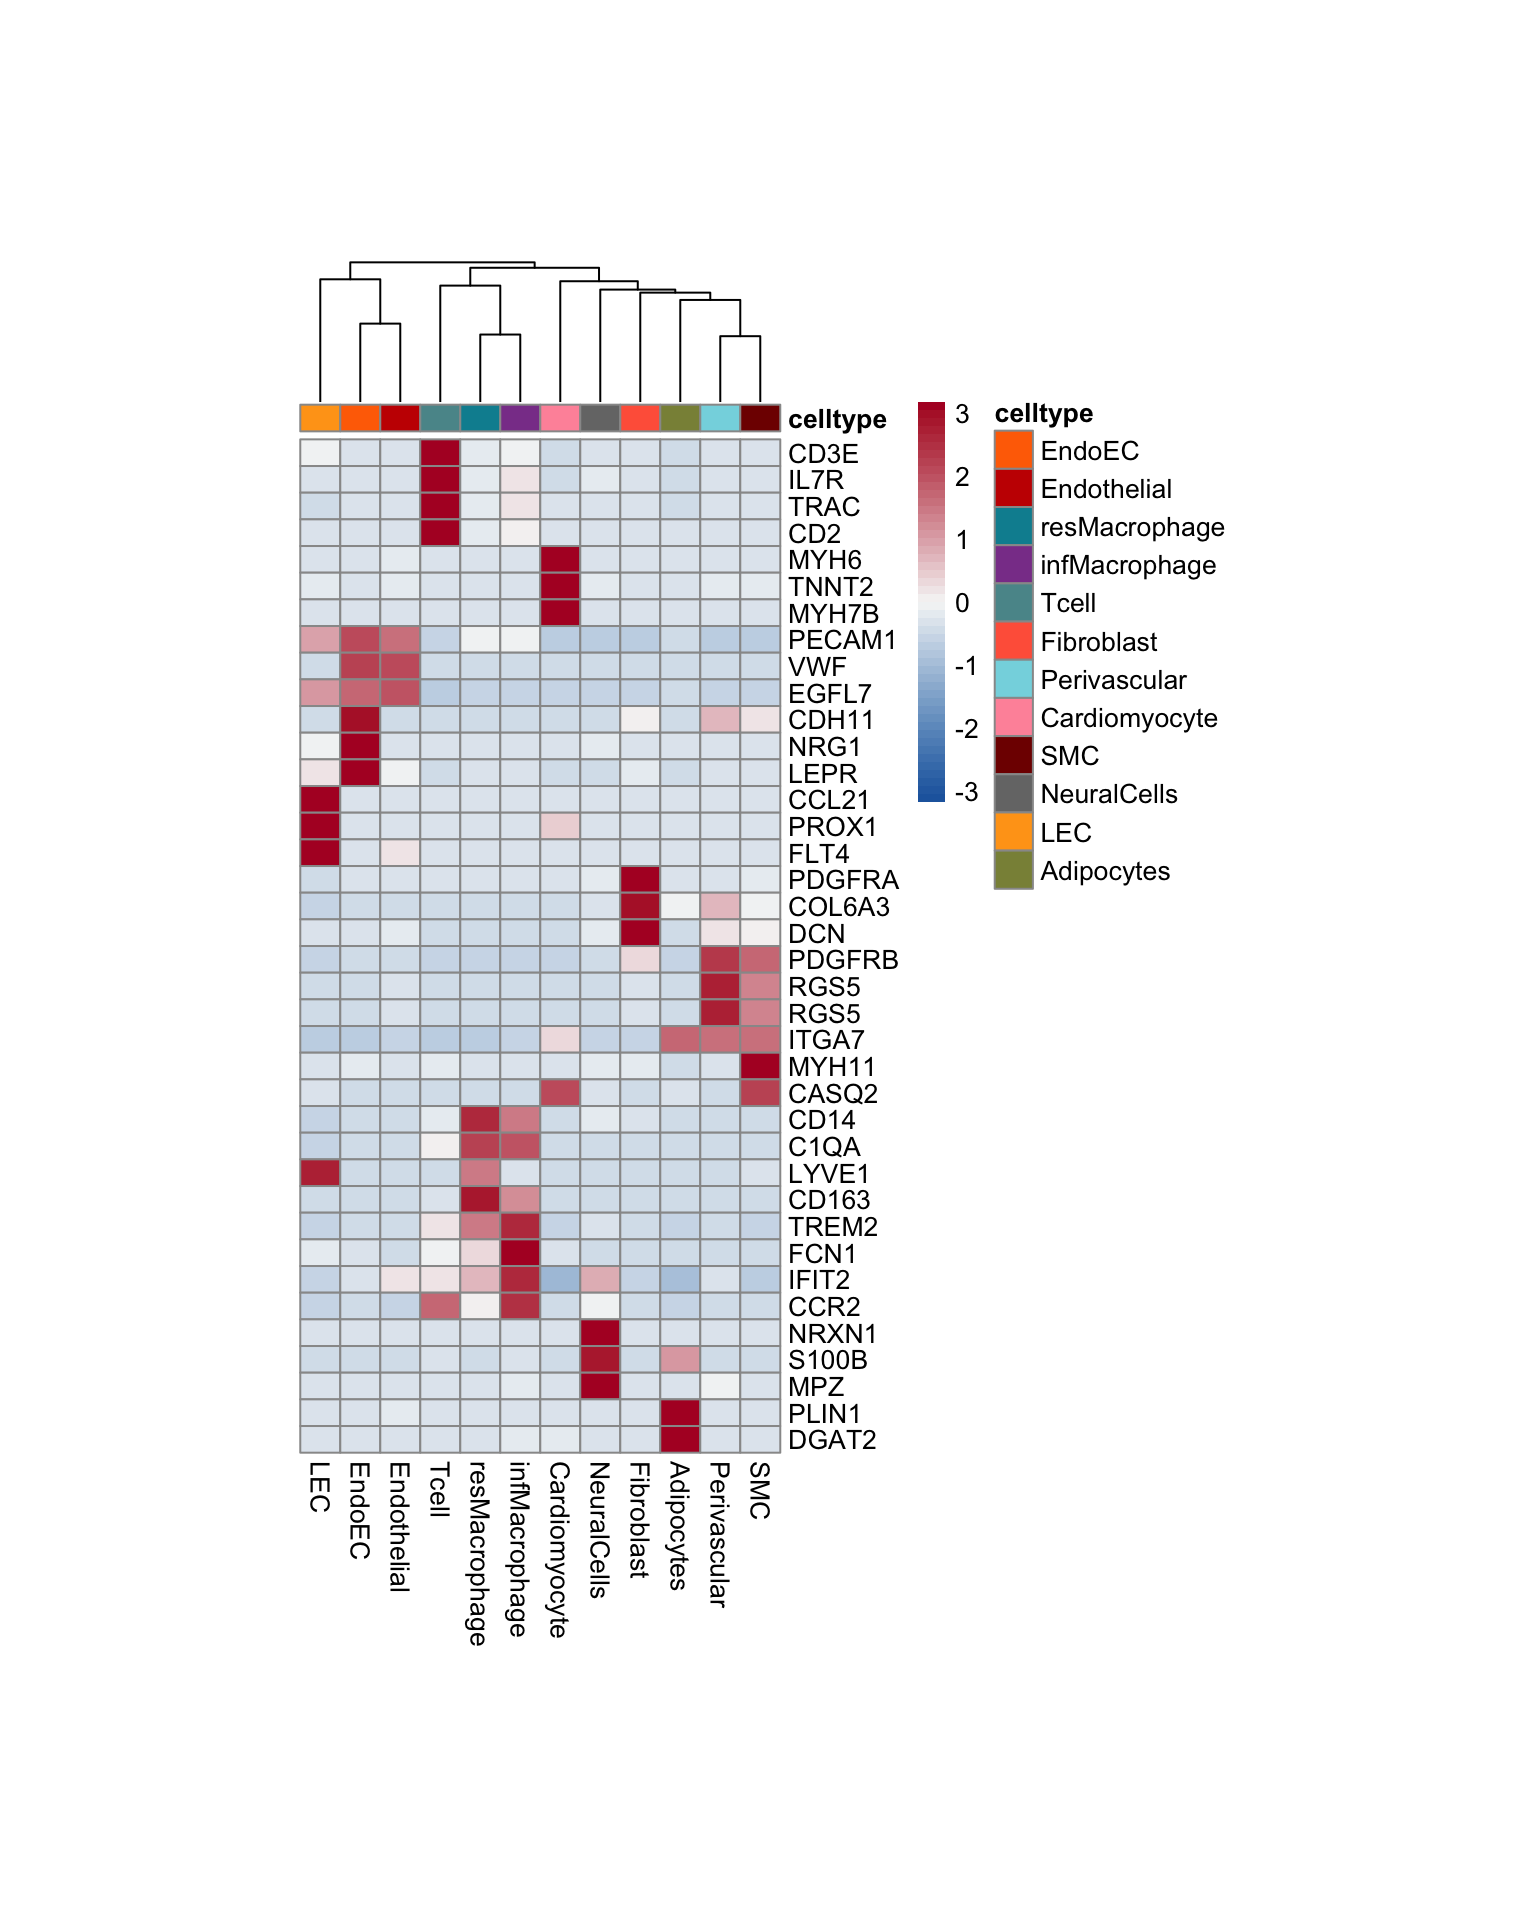 celltype
CD3E
IL7R
TRAC
CD2
MYH6
TNNT2
MYH7B
PECAM1
VWF
EGFL7
CDH11
NRG1
LEPR
CCL21
PROX1
FLT4
PDGFRA
COL6A3
DCN
PDGFRB
RGS5
RGS5
ITGA7
MYH11
CASQ2
CD14
C1QA
LYVE1
CD163
TREM2
FCN1
IFIT2
CCR2
NRXN1
S100B
MPZ
PLIN1
DGAT2
LEC
EndoEC
Endothelial
Tcell
resMacrophage
infMacrophage
Cardiomyocyte
NeuralCells
Fibroblast
Adipocytes
Perivascular
SMC
3
2
1
0
-1
-2
-3
celltype
EndoEC
Endothelial
resMacrophage
infMacrophage
Tcell
Fibroblast
Perivascular
Cardiomyocyte
SMC
NeuralCells
LEC
Adipocytes